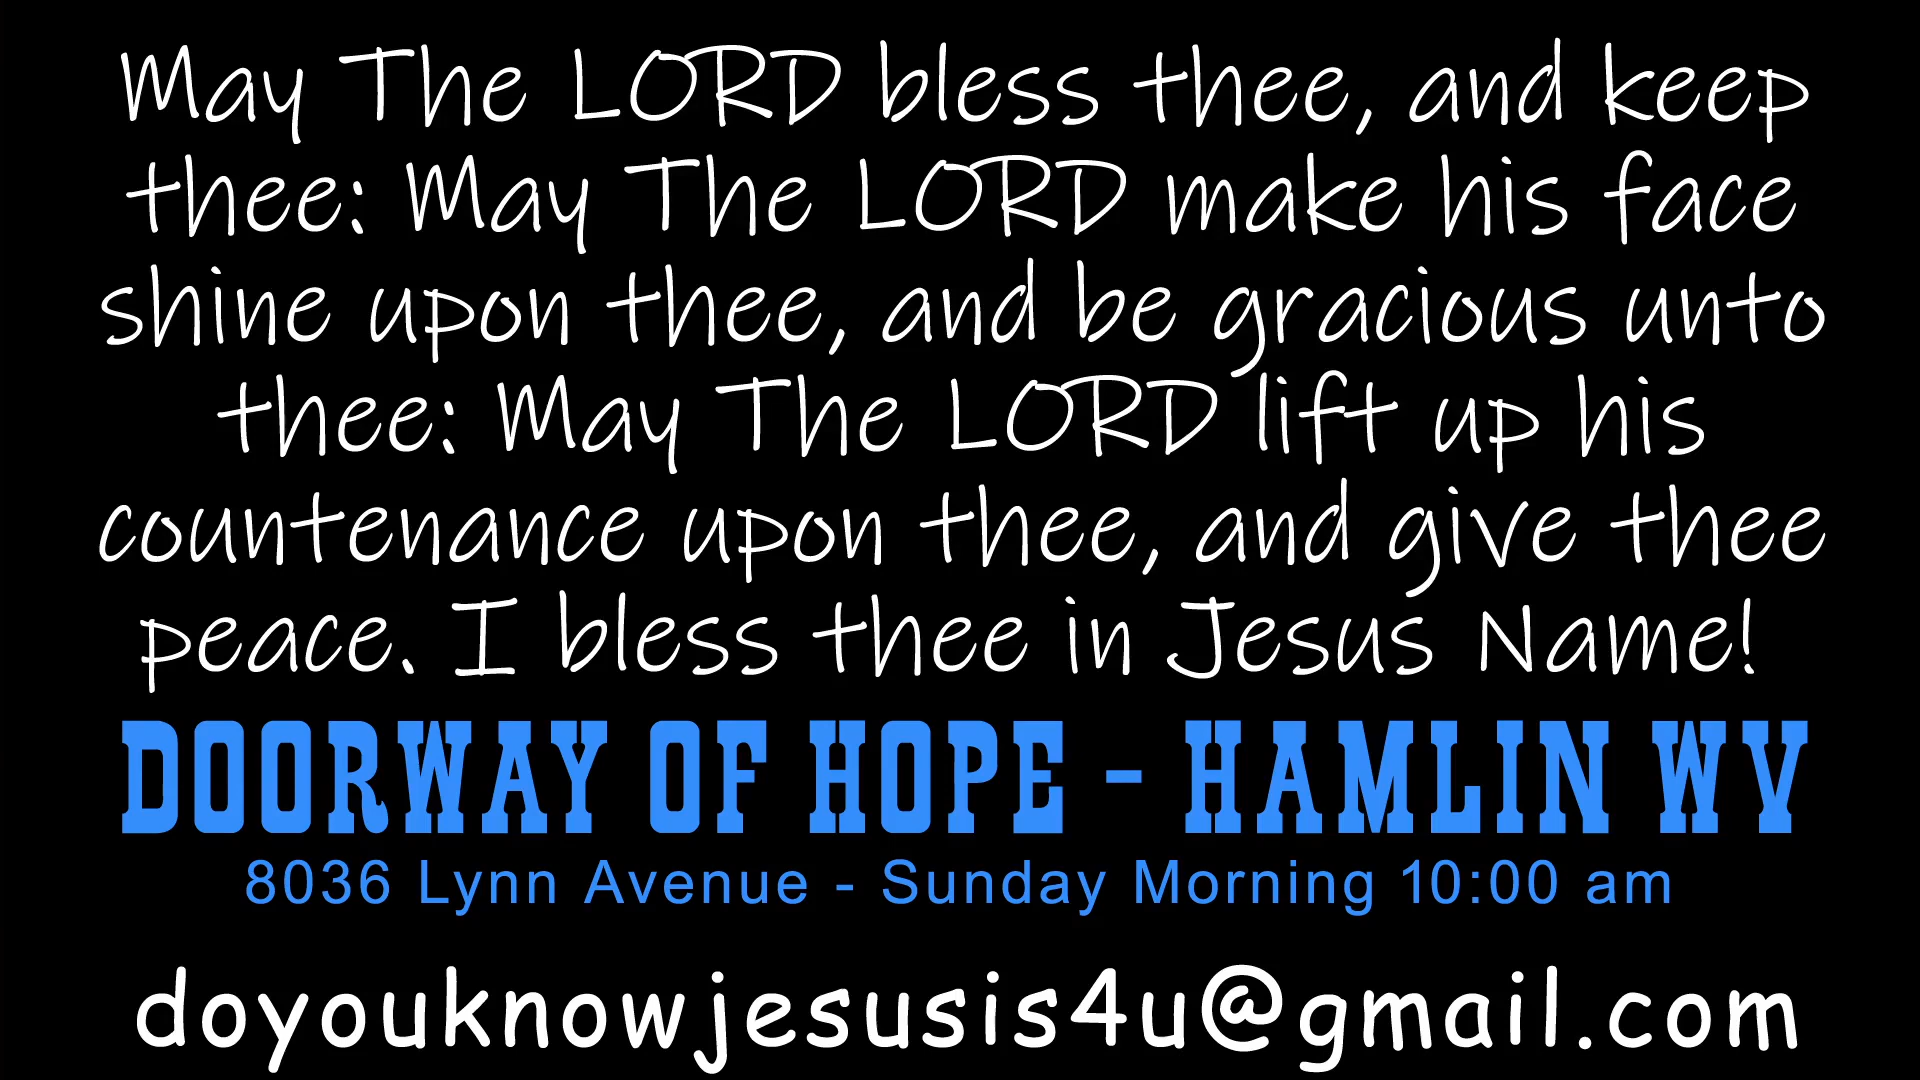 May The LORD bless thee, and keep
thee: May The LORD make his face
shine upon thee, and be gracious unto
thee: May The LORD lift up his
countenance upon thee, and give thee
peace. I bless thee in Jesus Name!
DOORWAY OF HOPE - HAMLIN WV
8036 Lynn Avenue - Sunday Morning 10:00 am
doyouknowjesusis4u@gmail.com